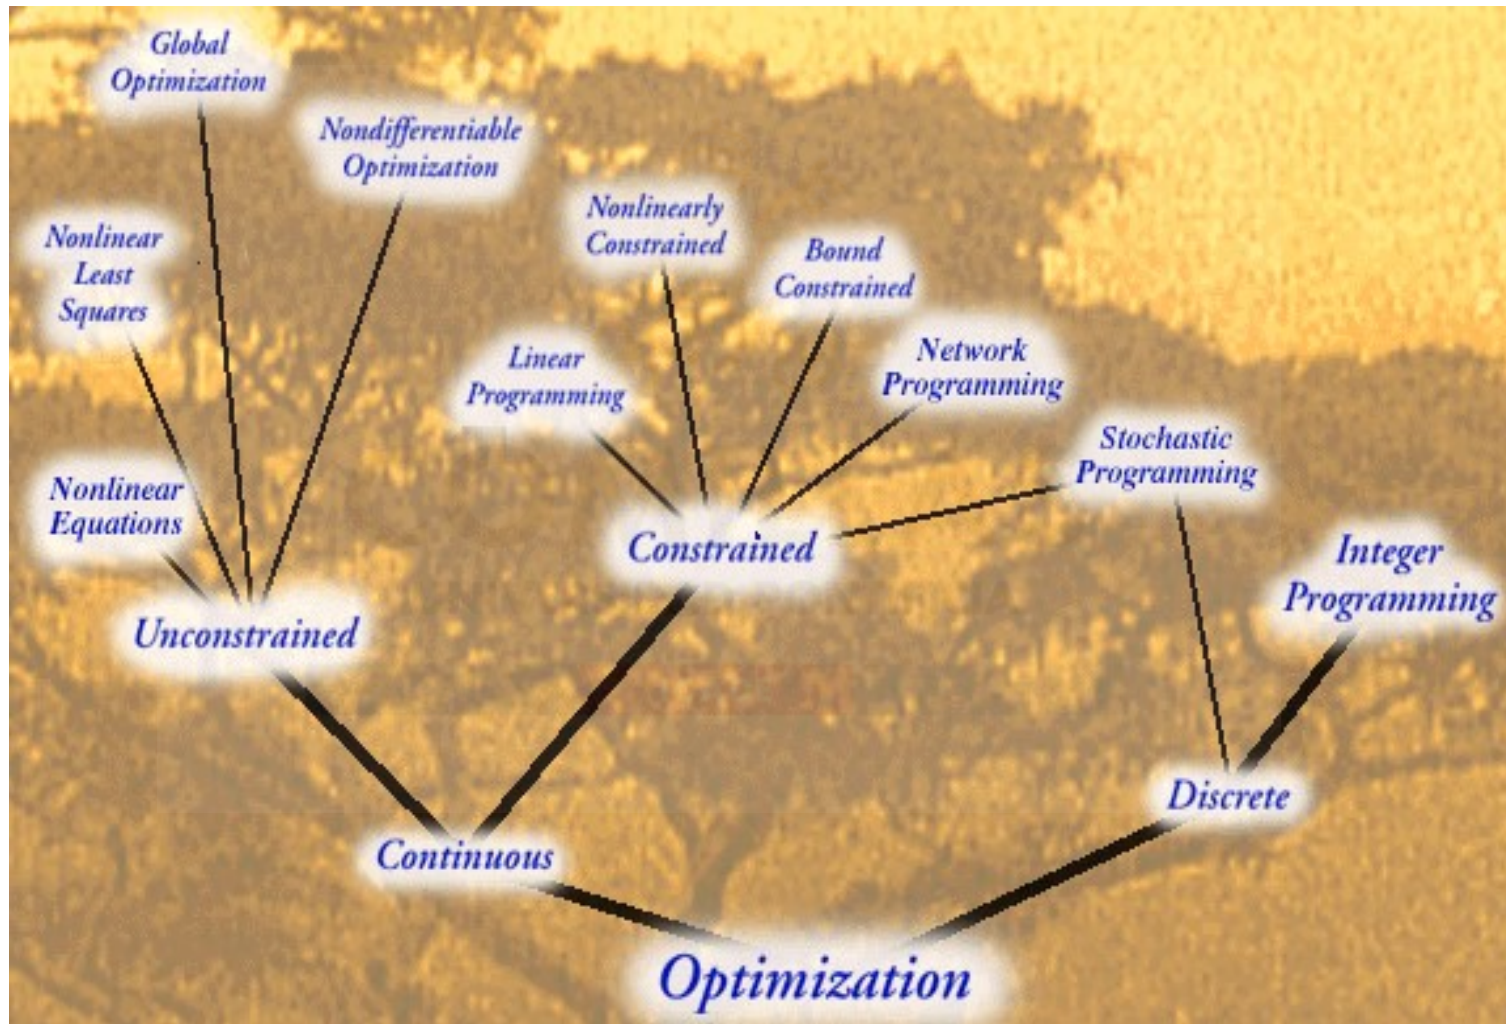 Global
Optimization
Nondifferentiable
Optimization
Nonlinear
Least
Squares
Nonlinearly
Constrained
Bound
Constrained
Linear
Programming
Network
Programming
Stochastic
Programming
Nonlinear
Equations
Constrained
Integer
Programming
Unconstrained
Discrete
Continuous
Optimization